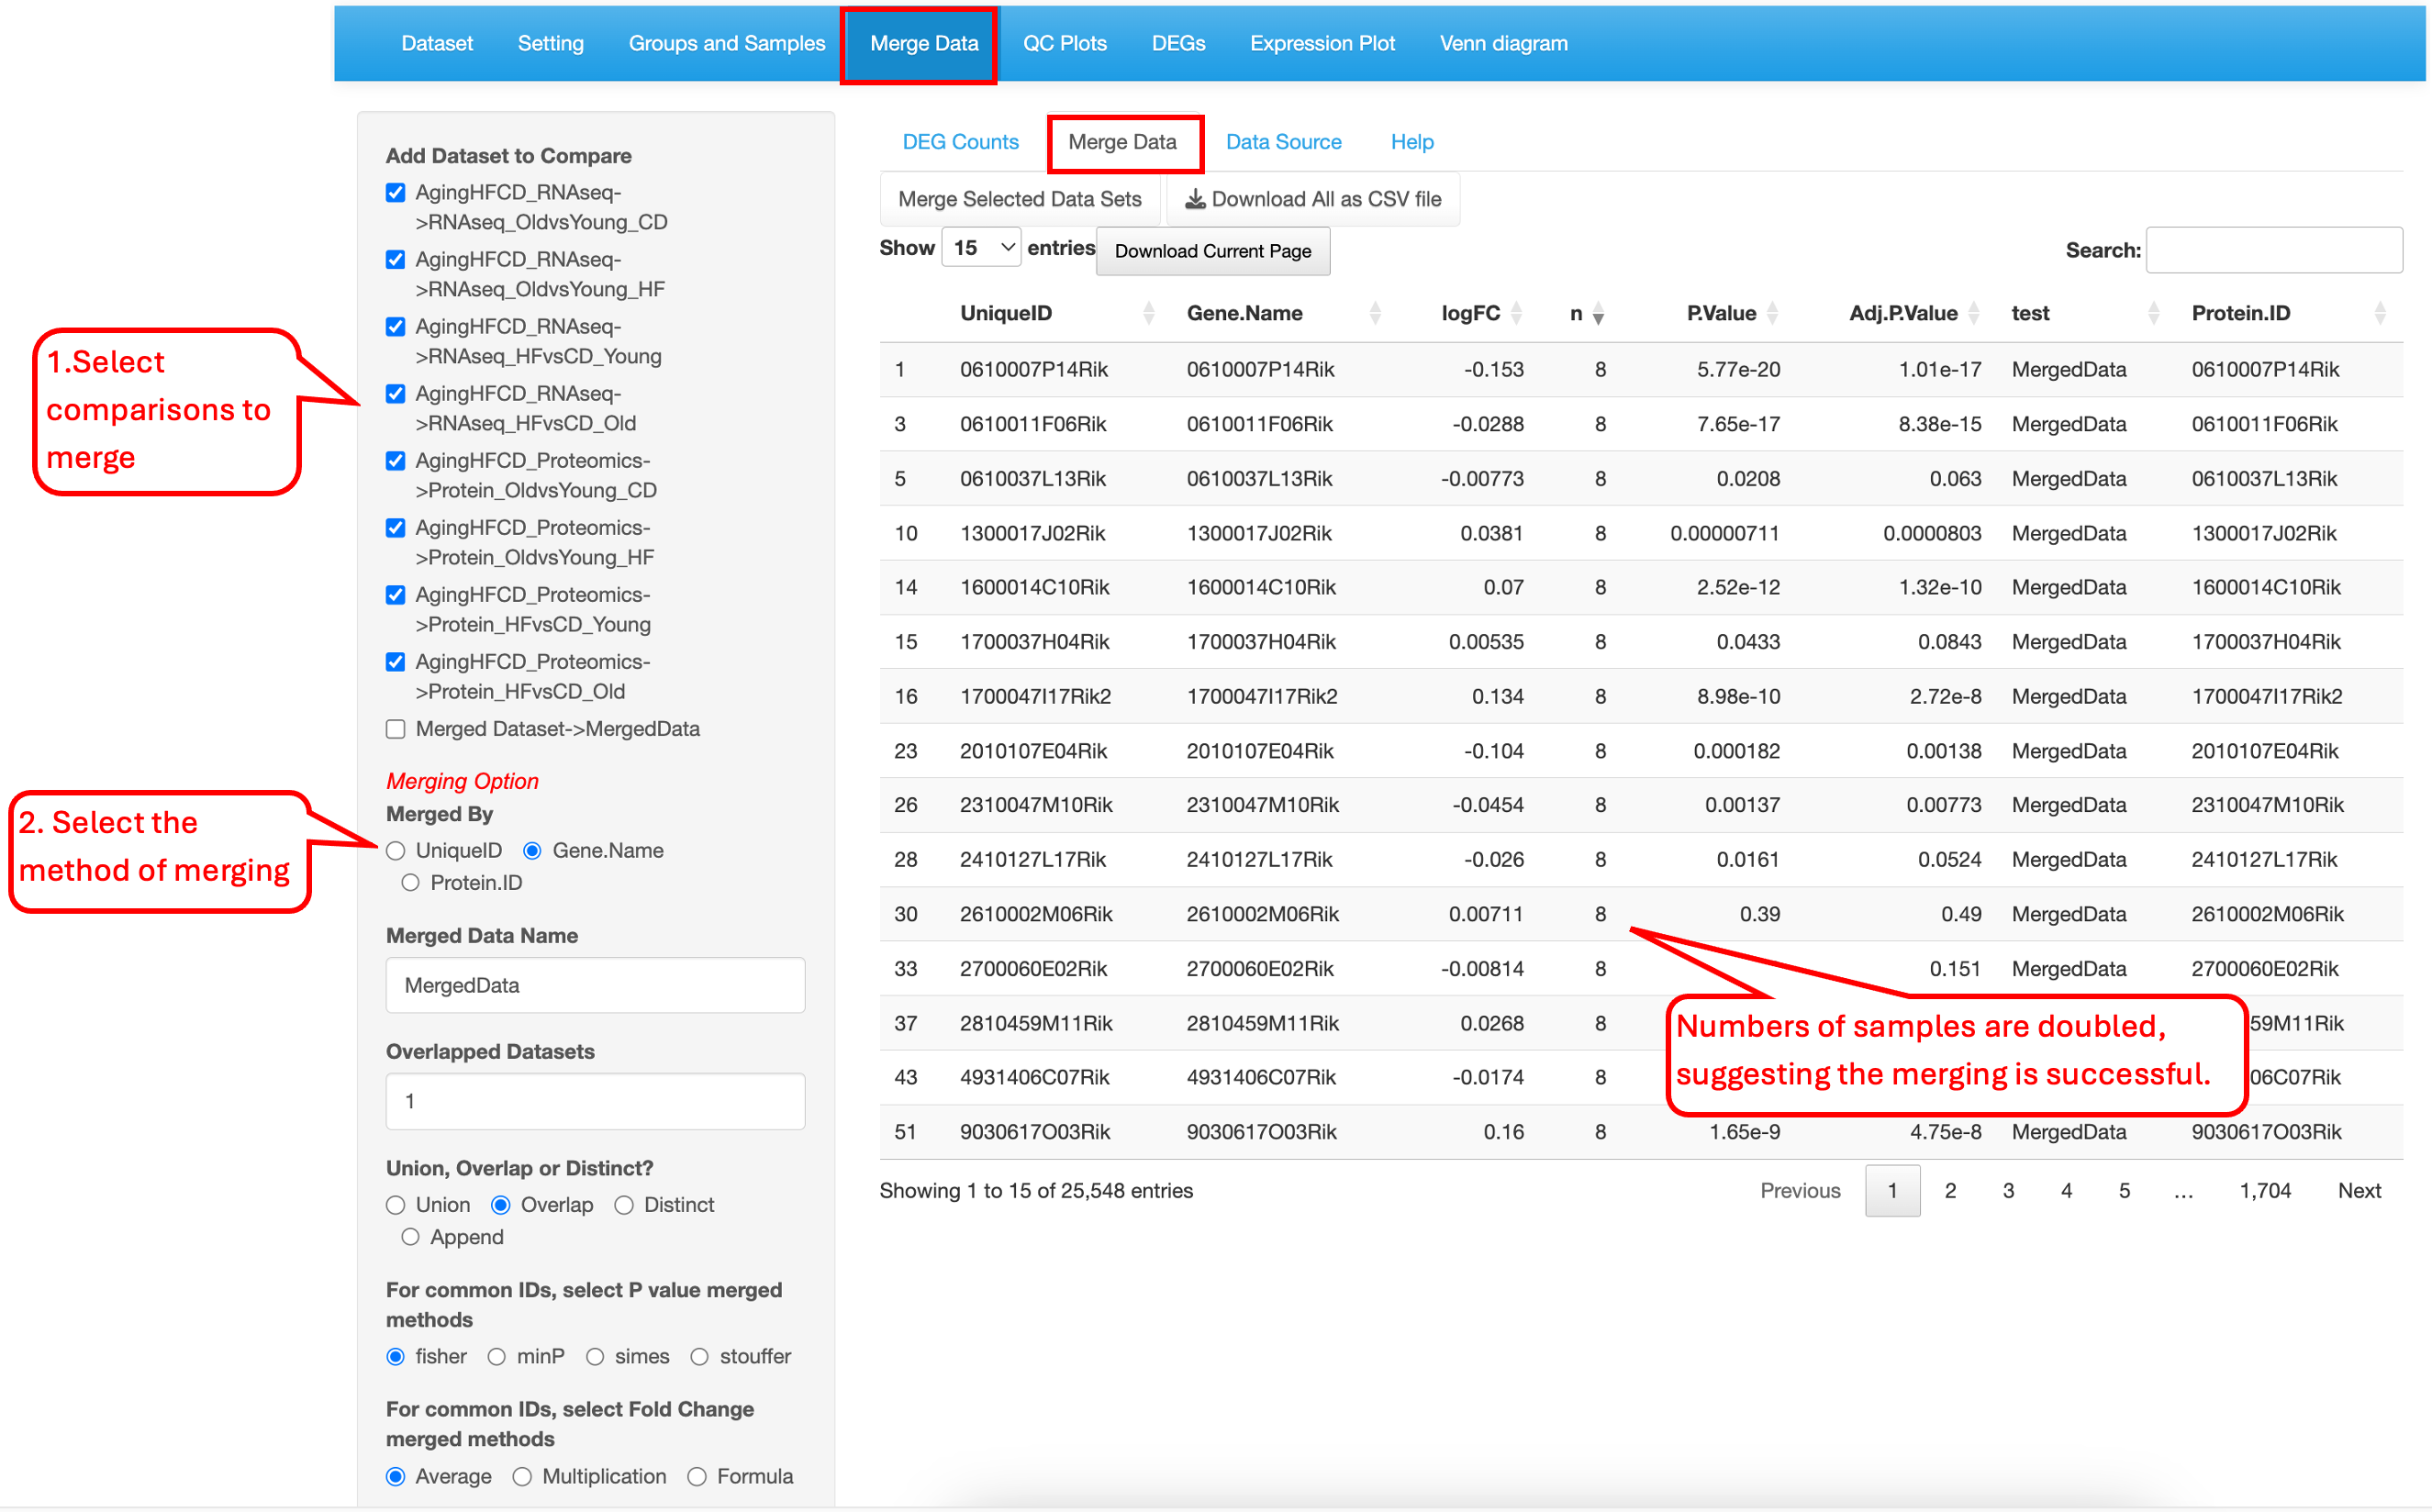 Dataset Setting Groups and Samples Merge Data QC Plots DEGs Expression Plot Venn diagram
1.Select
comparisons to
merge
2. Select the
method of merging
Add Dataset to Compare
AgingHFCD_RNAseq-
>RNAseq_OldvsYoung_CD
AgingHFCD_RNAseq-
>RNAseq_OldvsYoung_HF
AgingHFCD_RNAseq-
>RNAseq_HFvsCD_Young
AgingHFCD_RNAseq-
>RNAseq_HFvsCD_Old
AgingHFCD_Proteomics-
>Protein_OldvsYoung_CD
AgingHFCD_Proteomics-
>Protein_OldvsYoung_HF
AgingHFCD_Proteomics-
>Protein_HFvsCD_Young
AgingHFCD_Proteomics-
>Protein_HFvsCD_Old
Merged Dataset->MergedData
Merging Option
Merged By
UniqueID Gene.Name
Protein.ID
Merged Data Name
MergedData
Overlapped Datasets
1
Union, Overlap or Distinct?
Union Overlap Distinct
Append
For common IDs, select P value merged
methods
fisher minP simes stouffer
For common IDs, select Fold Change
merged methods
Average Multiplication Formula
DEG Counts Merge Data Data Source Help
Merge Selected Data Sets Download All as CSV file
Show 15 entries Download Current Page Search:
UniqueID Gene.Name logFC n P.Value Adj.P.Value test Protein.ID
1 0610007P14Rik 0610007P14Rik -0.153 8 5.77e-20 1.01e-17 MergedData 0610007P14Rik
3 0610011F06Rik 0610011F06Rik -0.0288 8 7.65e-17 8.38e-15 MergedData 0610011F06Rik
5 0610037L13Rik 0610037L13Rik -0.00773 8 0.0208 0.063 MergedData 0610037L13Rik
10 1300017J02Rik 1300017J02Rik 0.0381 8 0.00000711 0.0000803 MergedData 1300017J02Rik
14 1600014C10Rik 1600014C10Rik 0.07 8 2.52e-12 1.32e-10 MergedData 1600014C10Rik
15 1700037H04Rik 1700037H04Rik 0.00535 8 0.0433 0.0843 MergedData 1700037H04Rik
16 1700047I17Rik2 1700047I17Rik2 0.134 8 8.98e-10 2.72e-8 MergedData 1700047I17Rik2
23 2010107E04Rik 2010107E04Rik -0.104 8 0.000182 0.00138 MergedData 2010107E04Rik
26 2310047M10Rik 2310047M10Rik -0.0454 8 0.00137 0.00773 MergedData 2310047M10Rik
28 2410127L17Rik 2410127L17Rik -0.026 8 0.0161 0.0524 MergedData 2410127L17Rik
30 2610002M06Rik 2610002M06Rik 0.00711 8 0.39 0.49 MergedData 2610002M06Rik
33 2700060E02Rik 2700060E02Rik -0.00814 8 0.151 MergedData 2700060E02Rik
37 2810459M11Rik 2810459M11Rik 0.0268 8 59M11Rik
43 4931406C07Rik 4931406C07Rik -0.0174 8 06C07Rik
51 9030617O03Rik 9030617O03Rik 0.16 8 1.65e-9 4.75e-8 MergedData 9030617O03Rik
Numbers of samples are doubled,
suggesting the merging is successful.
Showing 1 to 15 of 25,548 entries Previous 1 2 3 4 5 … 1,704 Next